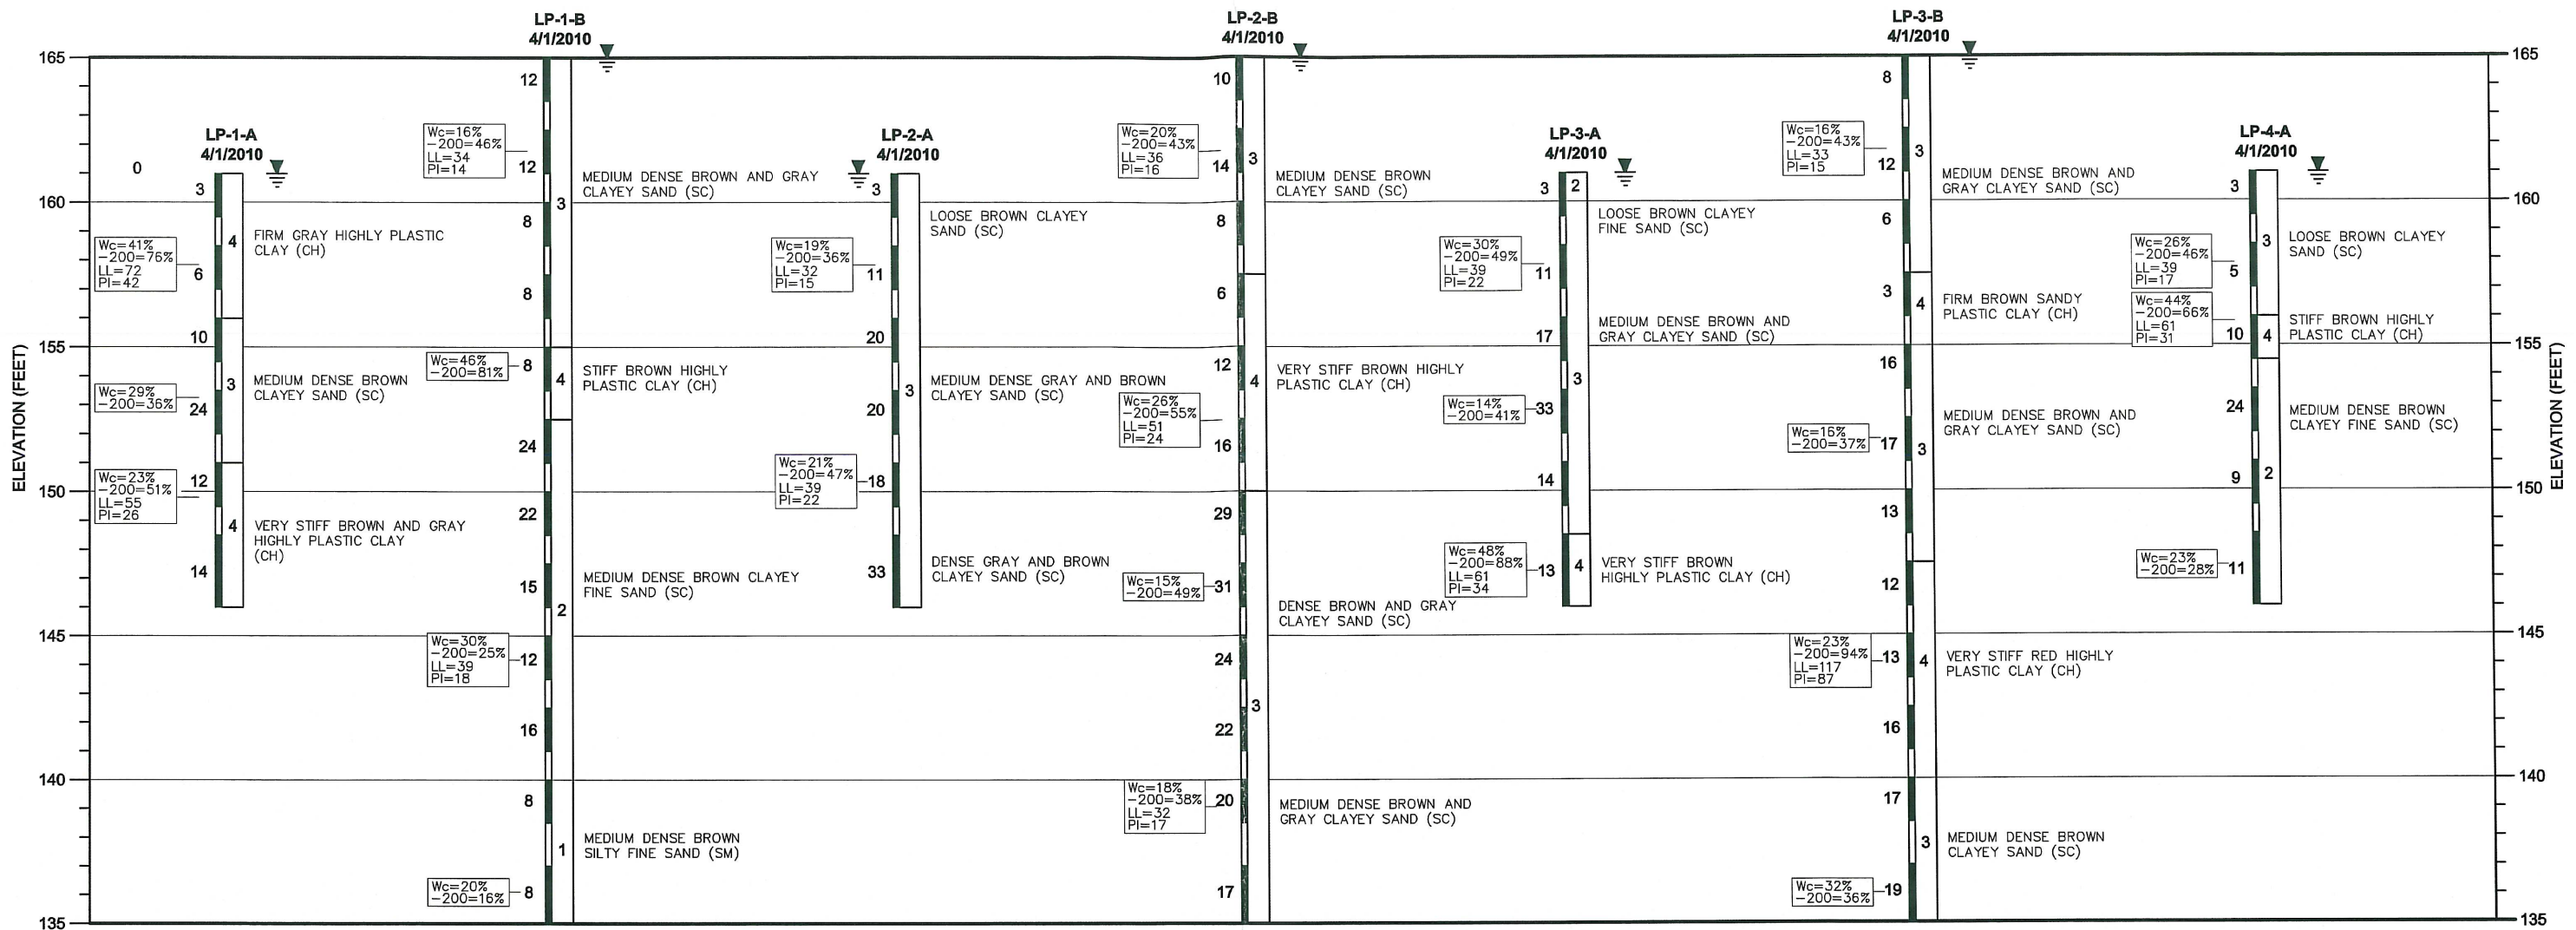 LP-1-B
4/1/2010
LP-2-B
4/1/2010
LP-3-B
4/1/2010
165
160
155
150
145
140
135
ELEVATION (FEET)
0
LP-1-A
4/1/2010
3
6
10
24
12
14
Wc=41%
-200=76%
LL=72
PI=42
Wc=29%
-200=36%
Wc=23%
-200=51%
LL=55
PI=26
4
3
4
FIRM GRAY HIGHLY PLASTIC
CLAY (CH)
MEDIUM DENSE BROWN
CLAYEY SAND (SC)
VERY STIFF BROWN AND GRAY
HIGHLY PLASTIC CLAY
(CH)
12
12
8
8
8
24
22
15
12
16
8
8
Wc=16%
-200=46%
LL=34
PI=14
Wc=46%
-200=81%
Wc=30%
-200=25%
LL=39
PI=18
Wc=20%
-200=16%
3
4
2
1
MEDIUM DENSE BROWN AND GRAY
CLAYEY SAND (SC)
STIFF BROWN HIGHLY
PLASTIC CLAY (CH)
MEDIUM DENSE BROWN CLAYEY
FINE SAND (SC)
MEDIUM DENSE BROWN
SILTY FINE SAND (SM)
LP-2-A
4/1/2010
3
11
20
20
18
33
Wc=19%
-200=36%
LL=32
PI=15
Wc=21%
-200=47%
LL=39
PI=22
3
LOOSE BROWN CLAYEY
SAND (SC)
MEDIUM DENSE GRAY AND BROWN
CLAYEY SAND (SC)
DENSE GRAY AND BROWN
CLAYEY SAND (SC)
10
14
8
6
12
16
29
31
24
22
20
17
Wc=20%
-200=43%
LL=36
PI=16
Wc=26%
-200=55%
LL=51
PI=24
Wc=15%
-200=49%
Wc=18%
-200=38%
LL=32
PI=17
3
4
3
MEDIUM DENSE BROWN
CLAYEY SAND (SC)
VERY STIFF BROWN HIGHLY
PLASTIC CLAY (CH)
DENSE BROWN AND GRAY
CLAYEY SAND (SC)
MEDIUM DENSE BROWN AND
GRAY CLAYEY SAND (SC)
LP-3-A
4/1/2010
3
11
17
33
14
13
Wc=30%
-200=49%
LL=39
PI=22
Wc=14%
-200=41%
Wc=48%
-200=88%
LL=61
PI=34
2
3
4
LOOSE BROWN CLAYEY
FINE SAND (SC)
MEDIUM DENSE BROWN AND
GRAY CLAYEY SAND (SC)
VERY STIFF BROWN
HIGHLY PLASTIC CLAY (CH)
8
12
6
3
16
17
13
12
13
16
17
19
Wc=16%
-200=43%
LL=33
PI=15
Wc=16%
-200=37%
Wc=23%
-200=94%
LL=117
PI=87
Wc=32%
-200=36%
3
4
3
4
3
MEDIUM DENSE BROWN AND
GRAY CLAYEY SAND (SC)
FIRM BROWN SANDY
PLASTIC CLAY (CH)
MEDIUM DENSE BROWN AND
GRAY CLAYEY SAND (SC)
VERY STIFF RED HIGHLY
PLASTIC CLAY (CH)
MEDIUM DENSE BROWN
CLAYEY SAND (SC)
LP-4-A
4/1/2010
3
5
10
24
9
11
Wc=26%
-200=46%
LL=39
PI=17
Wc=44%
-200=66%
LL=61
PI=31
Wc=23%
-200=28%
3
4
2
LOOSE BROWN CLAYEY
SAND (SC)
STIFF BROWN HIGHLY
PLASTIC CLAY (CH)
MEDIUM DENSE BROWN
CLAYEY FINE SAND (SC)
165
160
155
150
145
140
135
ELEVATION (FEET)